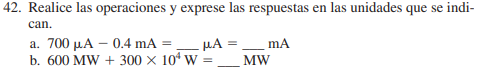 42. Realice las operaciones y exprese las respuestas en las unidades que se indi-
can.
a. 700 μA − 0.4 mA = ___ μA = ___ mA
b. 600 MW + 300 × 10⁴ W = ___ MW